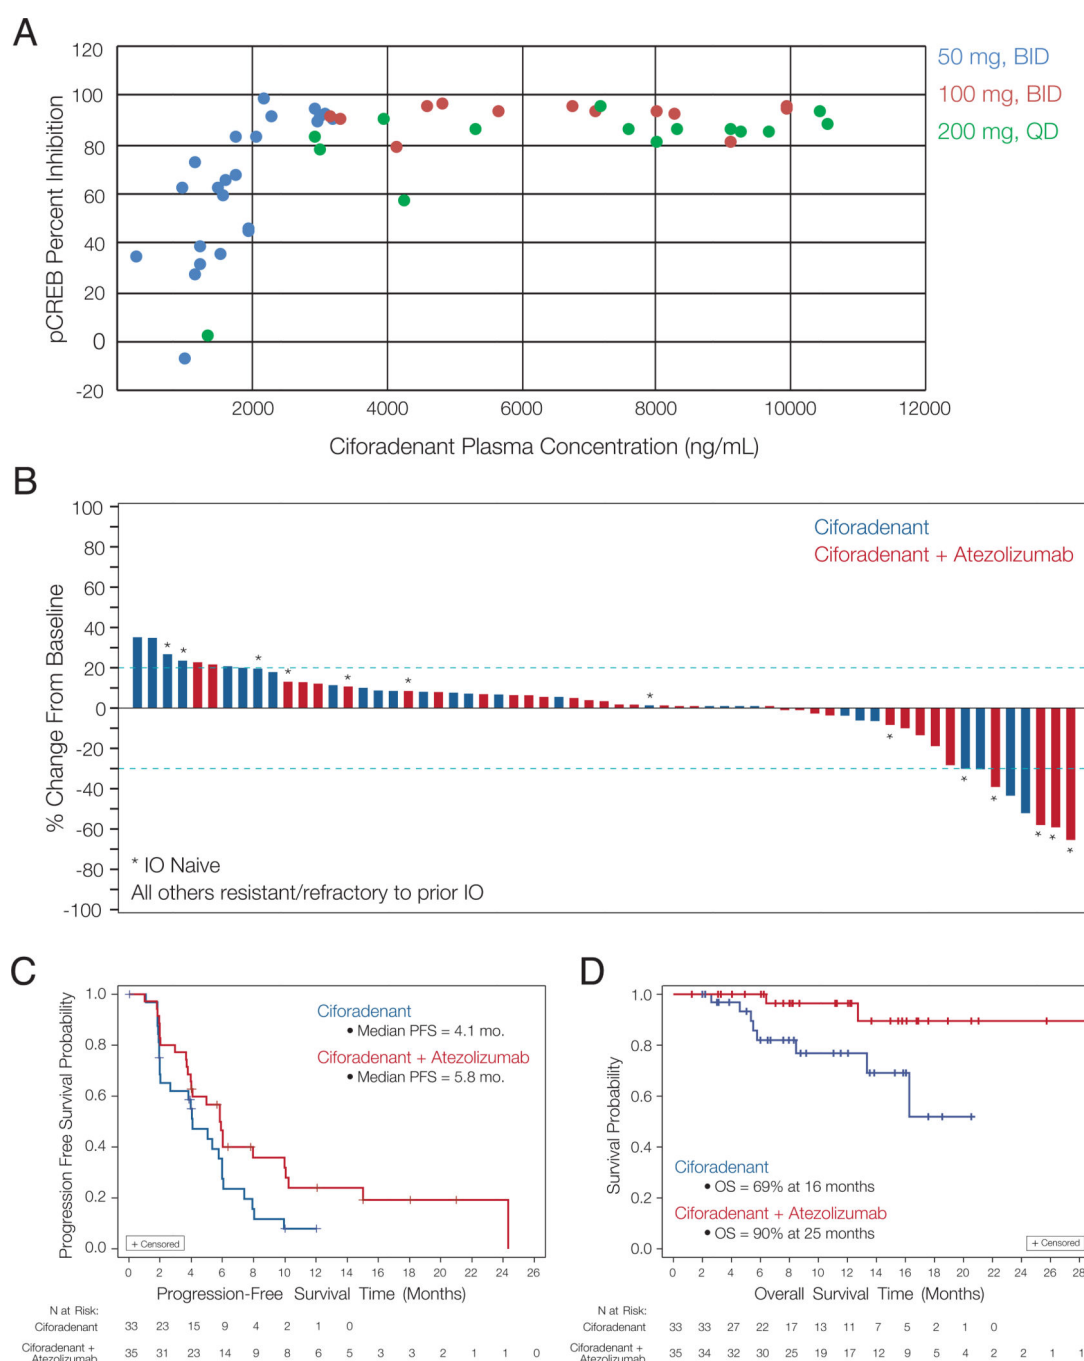 A
120
100
80
60
40
20
0
-20
pCREB Percent Inhibition
2000 4000 6000 8000 10000 12000
Ciforadenant Plasma Concentration (ng/mL)
50 mg, BID
100 mg, BID
200 mg, QD
B
100
80
60
40
20
0
-20
-40
-60
-80
-100
% Change From Baseline
Ciforadenant
Ciforadenant + Atezolizumab
* * * * * * * * * * * * *
* IO Naive
All others resistant/refractory to prior IO
C
1.0
0.8
0.6
0.4
0.2
0.0
Progression Free Survival Probability
Ciforadenant
• Median PFS = 4.1 mo.
Ciforadenant + Atezolizumab
• Median PFS = 5.8 mo.
+ Censored
0 2 4 6 8 10 12 14 16 18 20 22 24 26
Progression-Free Survival Time (Months)
N at Risk:
Ciforadenant 33 23 15 9 4 2 1 0
Ciforadenant +
Atezolizumab 35 31 23 14 9 8 6 5 3 3 2 1 1 0
D
1.0
0.8
0.6
0.4
0.2
0.0
Survival Probability
Ciforadenant
• OS = 69% at 16 months
Ciforadenant + Atezolizumab
• OS = 90% at 25 months
+ Censored
0 2 4 6 8 10 12 14 16 18 20 22 24 26 28
Overall Survival Time (Months)
N at Risk:
Ciforadenant 33 33 27 22 17 13 11 7 5 2 1 0
Ciforadenant +
Atezolizumab 35 34 32 30 25 19 17 12 9 5 4 2 2 1 1